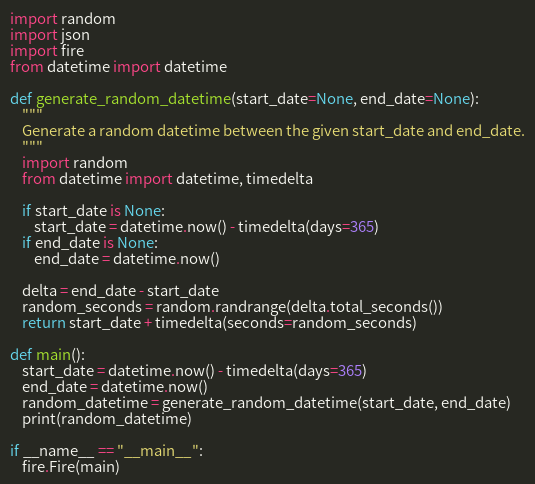 import random
import json
import fire
from datetime import datetime

def generate_random_datetime(start_date=None, end_date=None):
    """
    Generate a random datetime between the given start_date and end_date.
    """
    import random
    from datetime import datetime, timedelta

    if start_date is None:
        start_date = datetime.now() - timedelta(days=365)
    if end_date is None:
        end_date = datetime.now()

    delta = end_date - start_date
    random_seconds = random.randrange(delta.total_seconds())
    return start_date + timedelta(seconds=random_seconds)

def main():
    start_date = datetime.now() - timedelta(days=365)
    end_date = datetime.now()
    random_datetime = generate_random_datetime(start_date, end_date)
    print(random_datetime)

if __name__ == "__main__":
    fire.Fire(main)